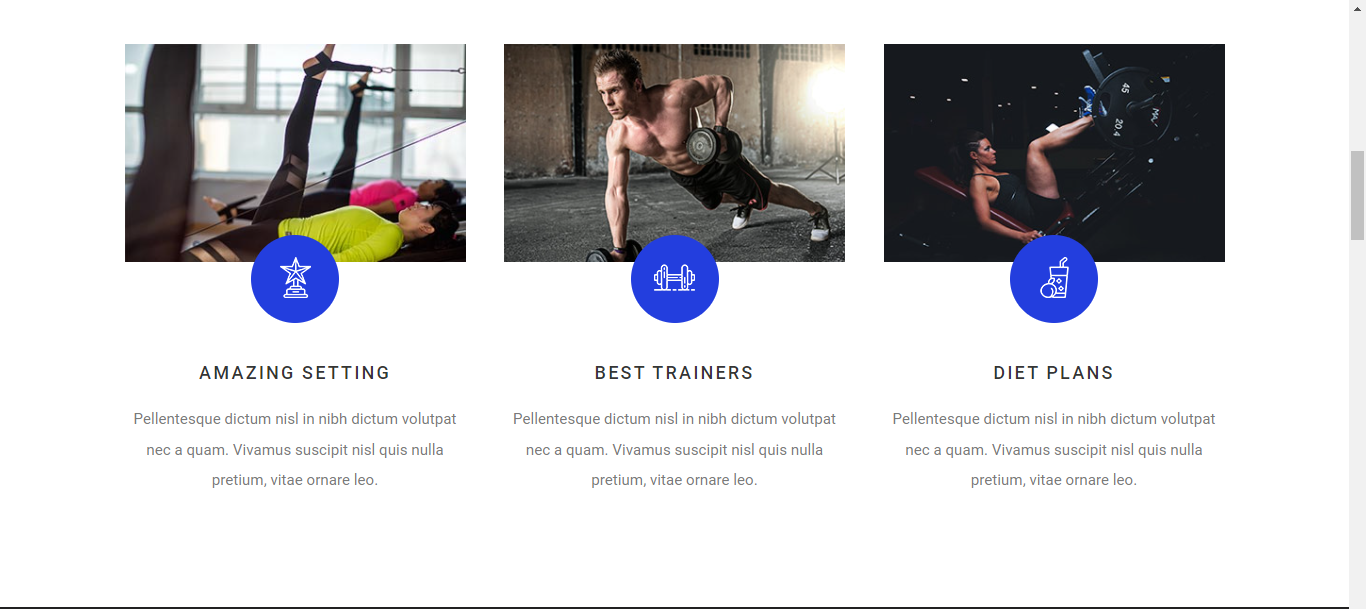 45
20.4
AMAZING SETTING
Pellentesque dictum nisl in nibh dictum volutpat
nec a quam. Vivamus suscipit nisl quis nulla
pretium, vitae ornare leo.
BEST TRAINERS
Pellentesque dictum nisl in nibh dictum volutpat
nec a quam. Vivamus suscipit nisl quis nulla
pretium, vitae ornare leo.
DIET PLANS
Pellentesque dictum nisl in nibh dictum volutpat
nec a quam. Vivamus suscipit nisl quis nulla
pretium, vitae ornare leo.